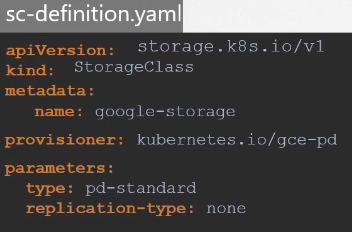 sc-definition.yaml
apiVersion: storage.k8s.io/v1
kind: StorageClass
metadata:
   name: google-storage
provisioner: kubernetes.io/gce-pd
parameters:
  type: pd-standard
  replication-type: none